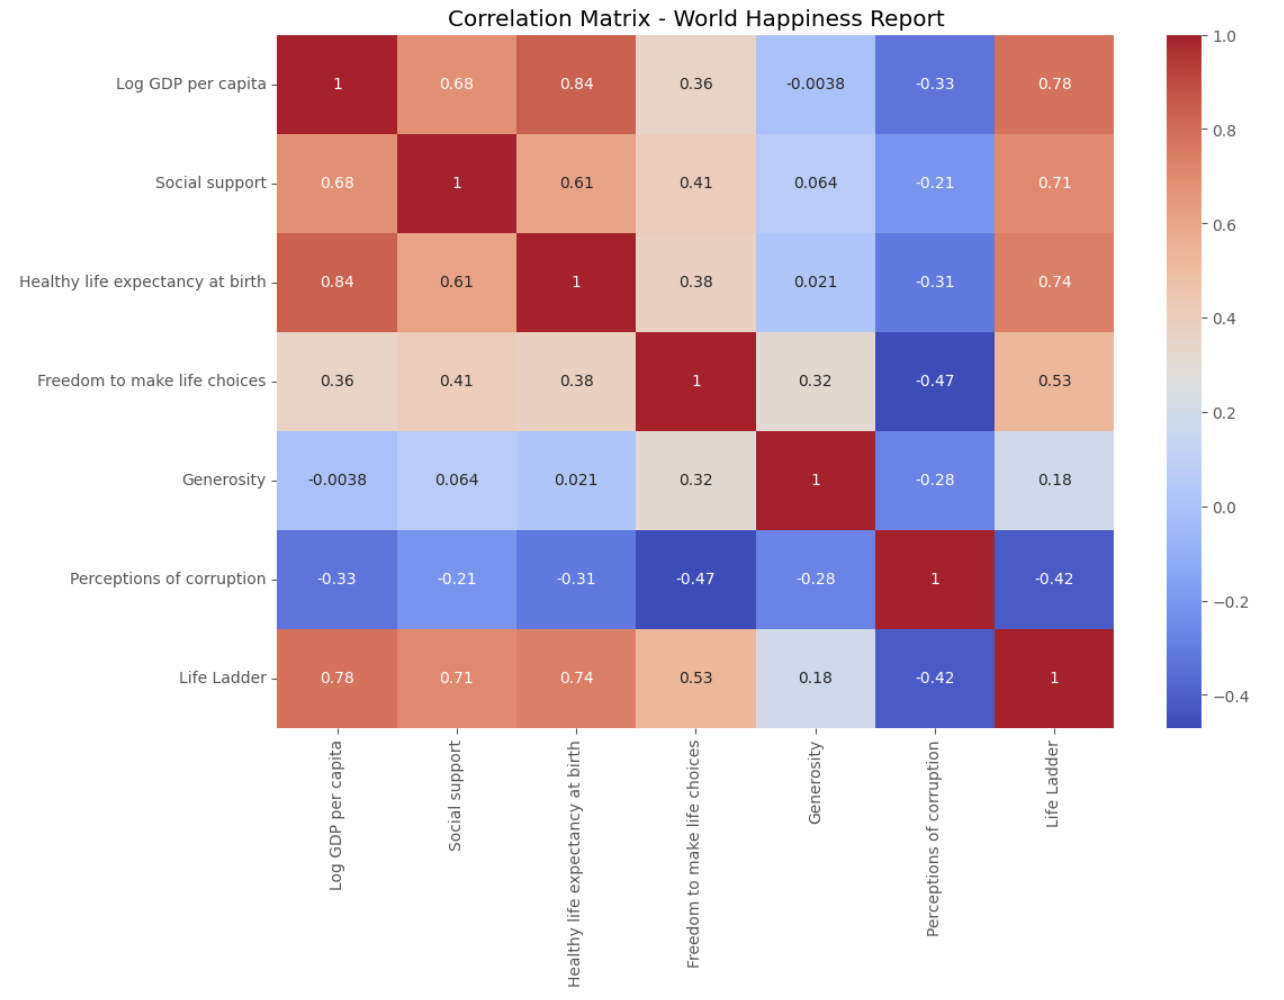 Correlation Matrix - World Happiness Report
Log GDP per capita 1 0.68 0.84 0.36 -0.0038 -0.33 0.78
Social support 0.68 1 0.61 0.41 0.064 -0.21 0.71
Healthy life expectancy at birth 0.84 0.61 1 0.38 0.021 -0.31 0.74
Freedom to make life choices 0.36 0.41 0.38 1 0.32 -0.47 0.53
Generosity -0.0038 0.064 0.021 0.32 1 -0.28 0.18
Perceptions of corruption -0.33 -0.21 -0.31 -0.47 -0.28 1 -0.42
Life Ladder 0.78 0.71 0.74 0.53 0.18 -0.42 1
Log GDP per capita
Social support
Healthy life expectancy at birth
Freedom to make life choices
Generosity
Perceptions of corruption
Life Ladder
1.0
0.8
0.6
0.4
0.2
0.0
−0.2
−0.4